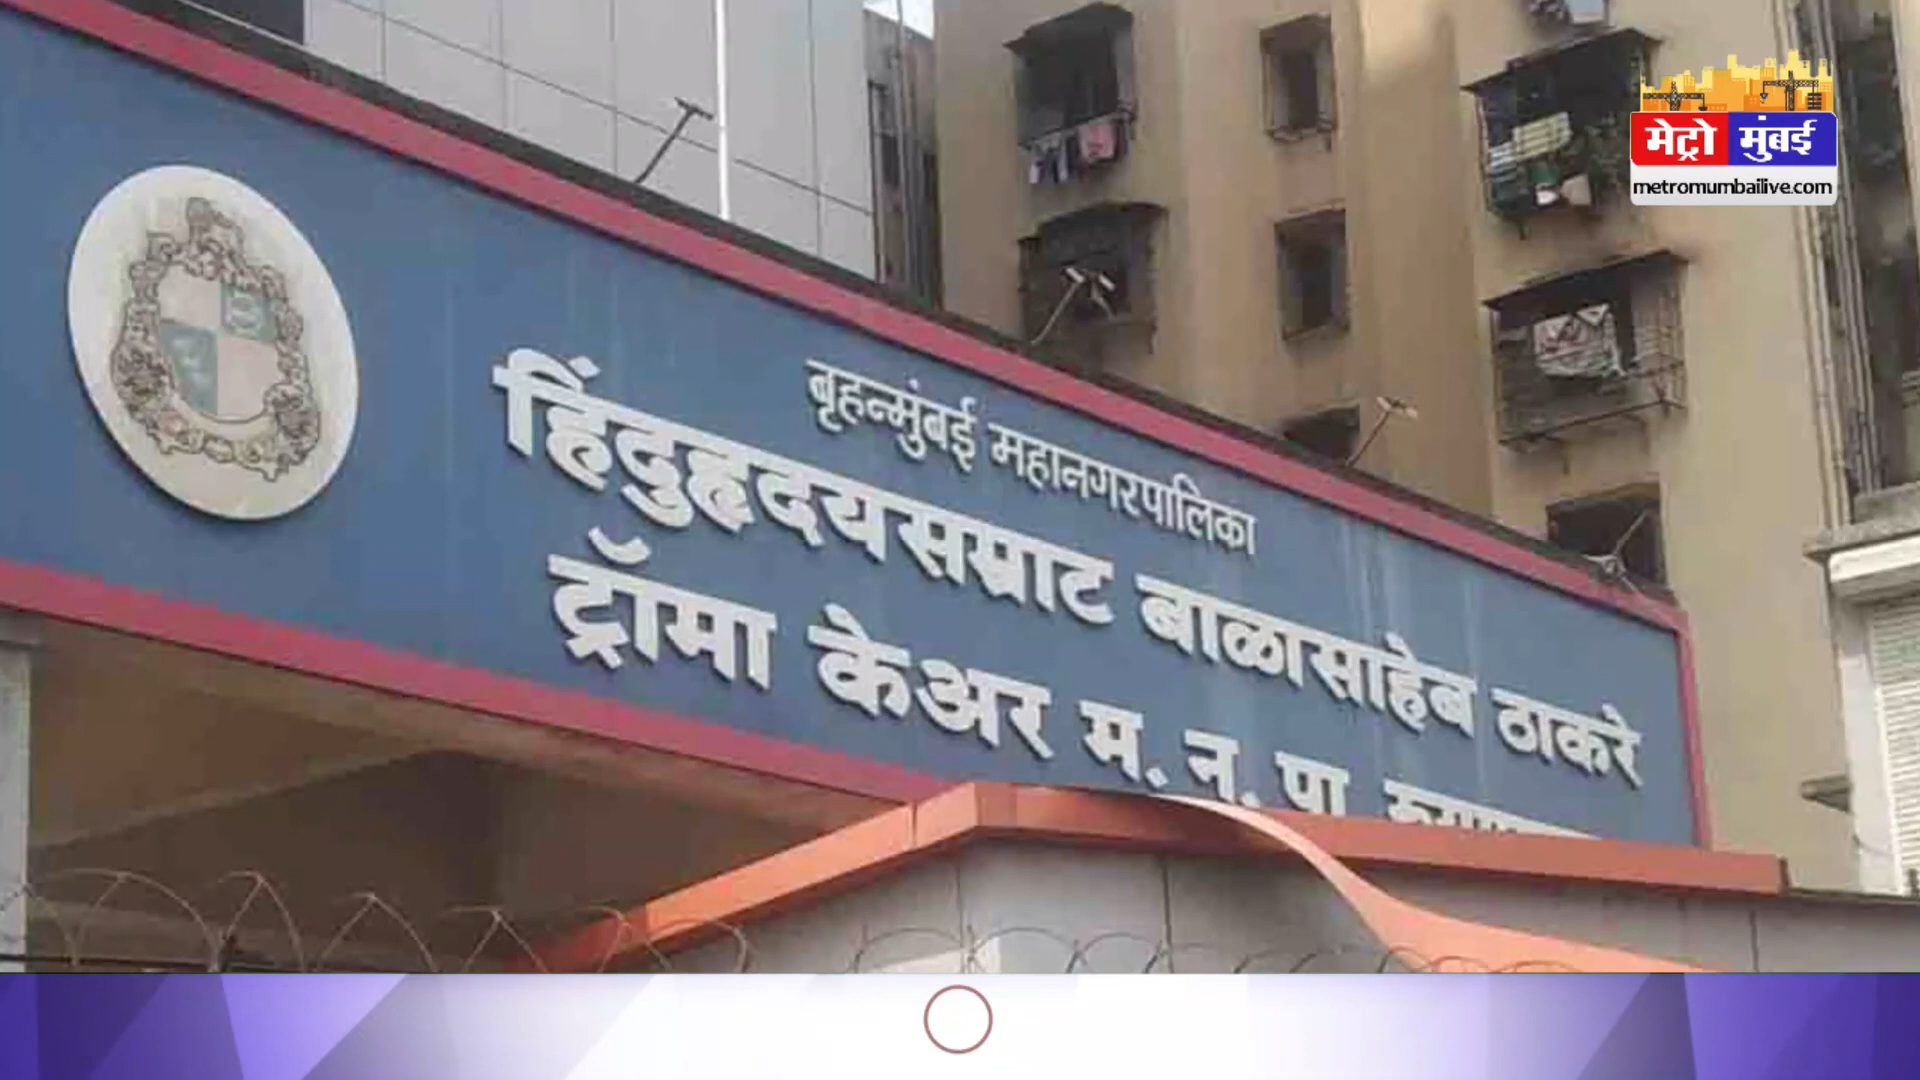 मेट्रो मुंबई
metromumbailive.com
बृहन्मुंबई महानगरपालिका
हिंदुहृदयसम्राट बाळासाहेब ठाकरे
ट्रॉमा केअर म. न. पा.